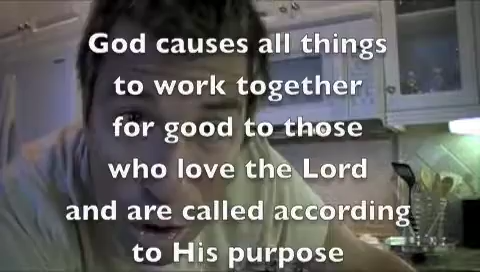 God causes all things
to work together
for good to those
who love the Lord
and are called according
to His purpose